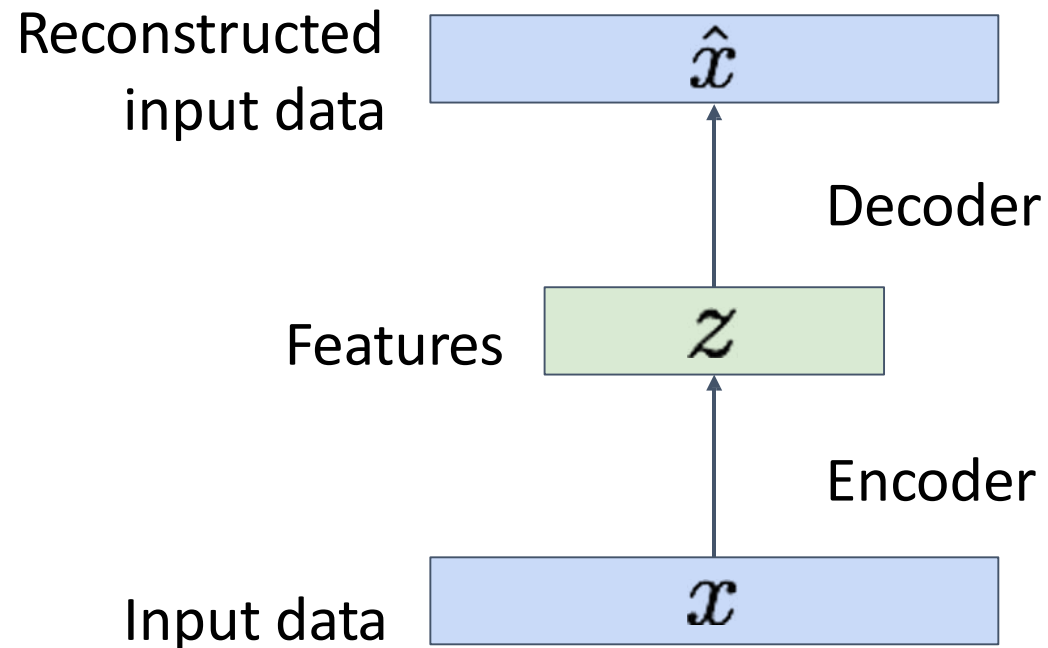 Reconstructed
input data
x̂
Decoder
Features
z
Encoder
Input data
x